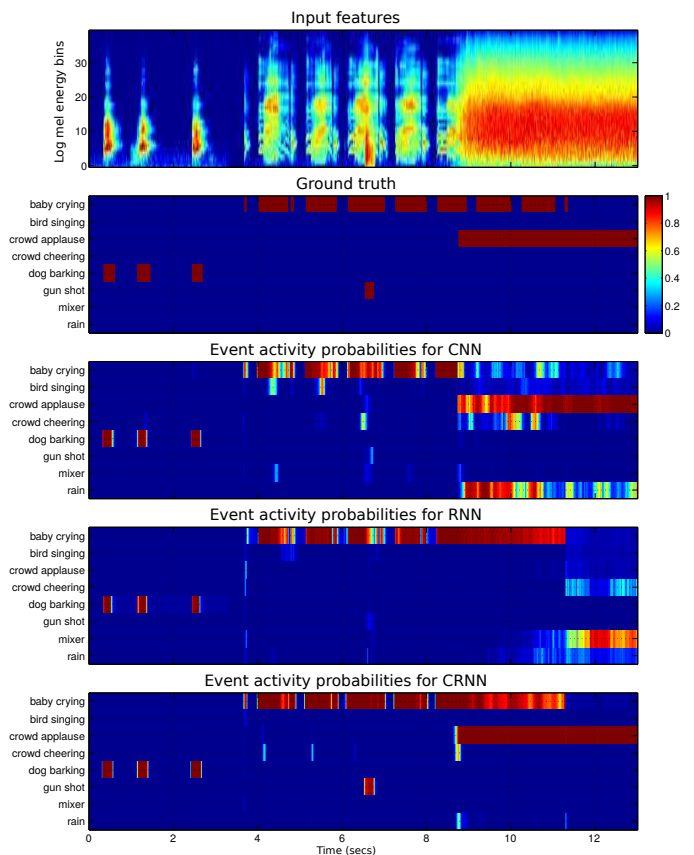 Input features
Log mel energy bins
30
20
10
0
Ground truth
baby crying
bird singing
crowd applause
crowd cheering
dog barking
gun shot
mixer
rain
1
0.8
0.6
0.4
0.2
0
Event activity probabilities for CNN
baby crying
bird singing
crowd applause
crowd cheering
dog barking
gun shot
mixer
rain
Event activity probabilities for RNN
baby crying
bird singing
crowd applause
crowd cheering
dog barking
gun shot
mixer
rain
Event activity probabilities for CRNN
baby crying
bird singing
crowd applause
crowd cheering
dog barking
gun shot
mixer
rain
0 2 4 6 8 10 12
Time (secs)